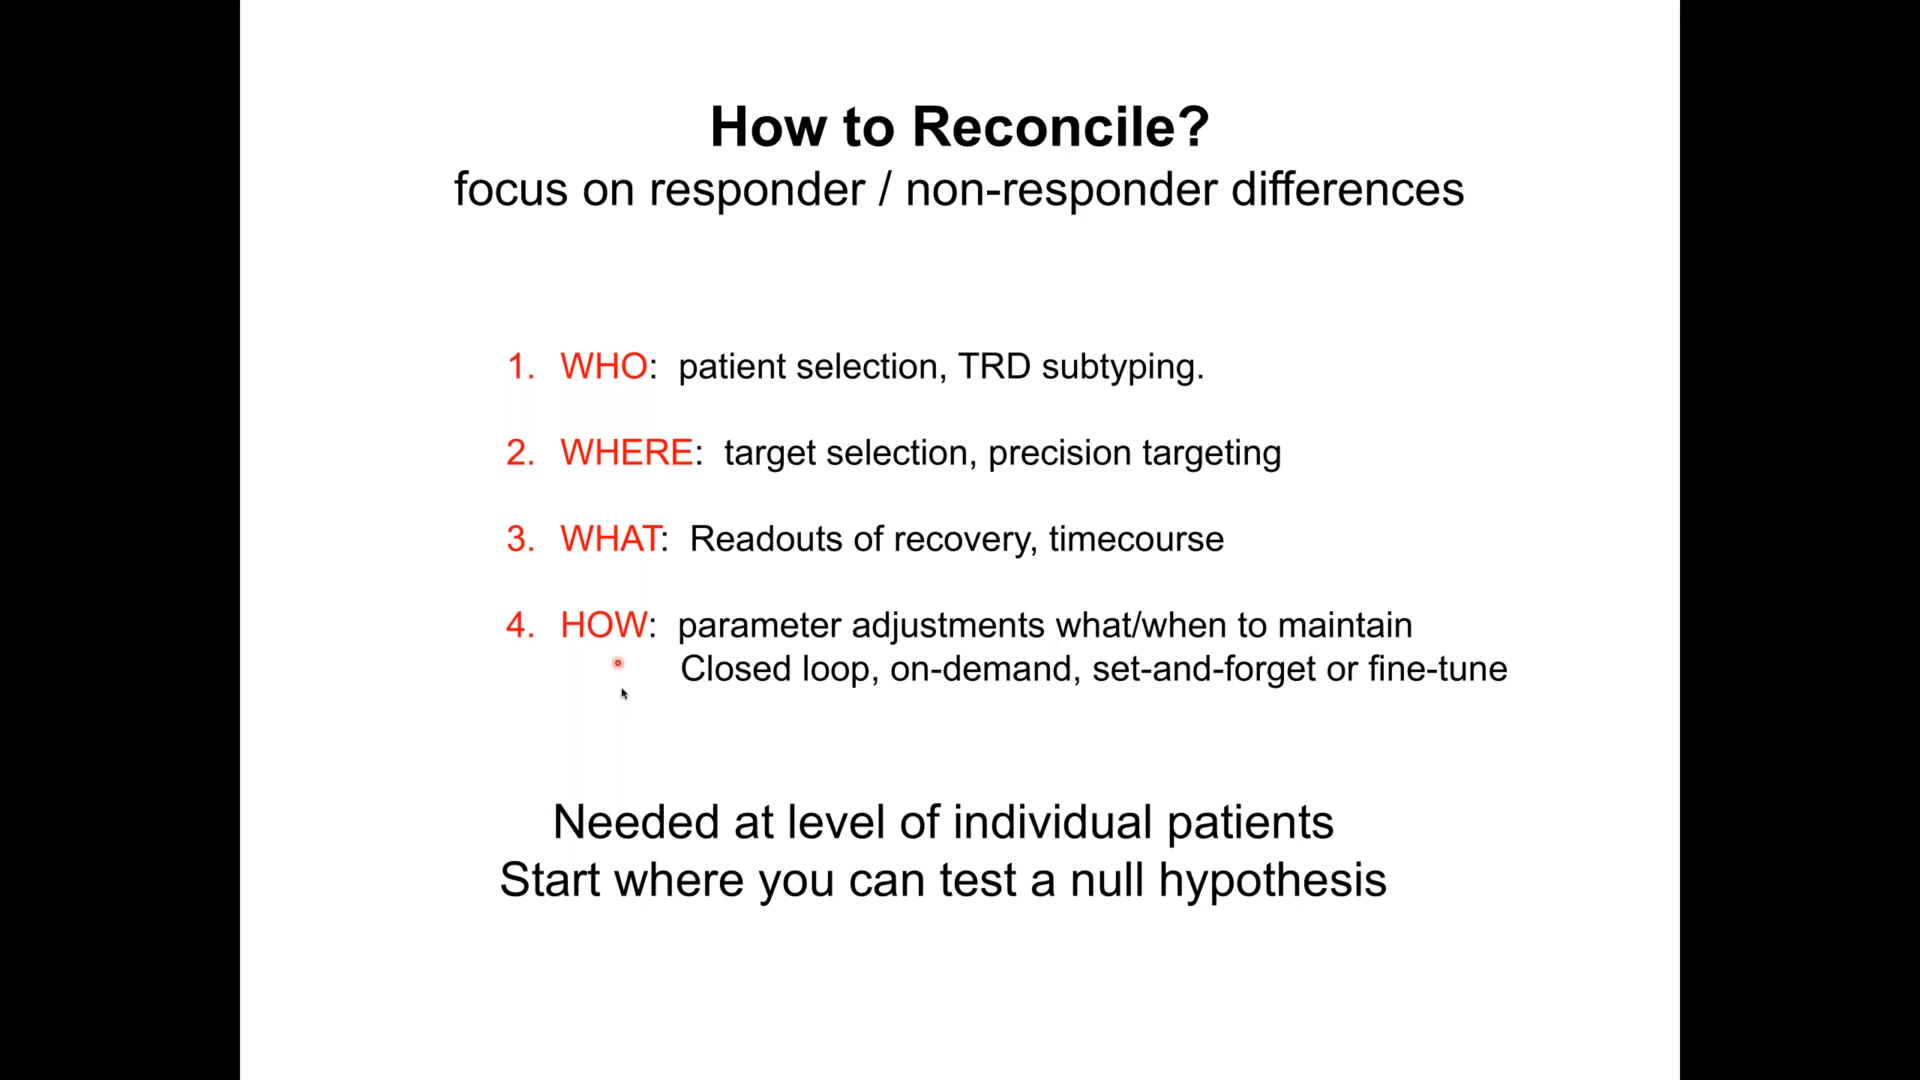 How to Reconcile?
focus on responder / non-responder differences
1. WHO: patient selection, TRD subtyping.
2. WHERE: target selection, precision targeting
3. WHAT: Readouts of recovery, timecourse
4. HOW: parameter adjustments what/when to maintain
Closed loop, on-demand, set-and-forget or fine-tune
Needed at level of individual patients
Start where you can test a null hypothesis